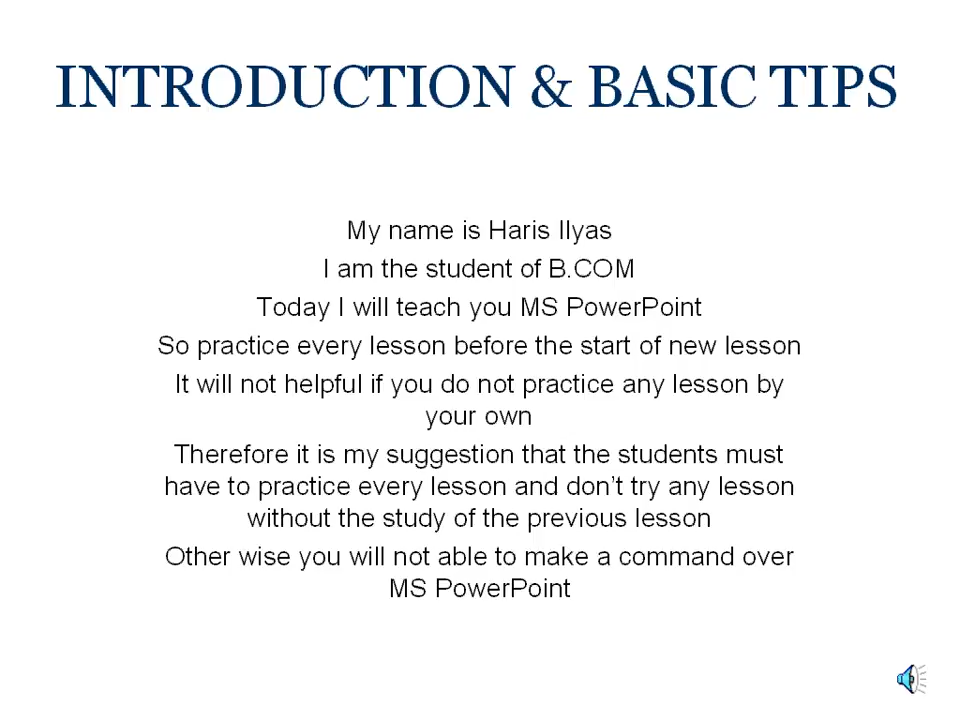 INTRODUCTION & BASIC TIPS
My name is Haris Ilyas
I am the student of B.COM
Today I will teach you MS PowerPoint
So practice every lesson before the start of new lesson
It will not helpful if you do not practice any lesson by
your own
Therefore it is my suggestion that the students must
have to practice every lesson and don't try any lesson
without the study of the previous lesson
Other wise you will not able to make a command over
MS PowerPoint